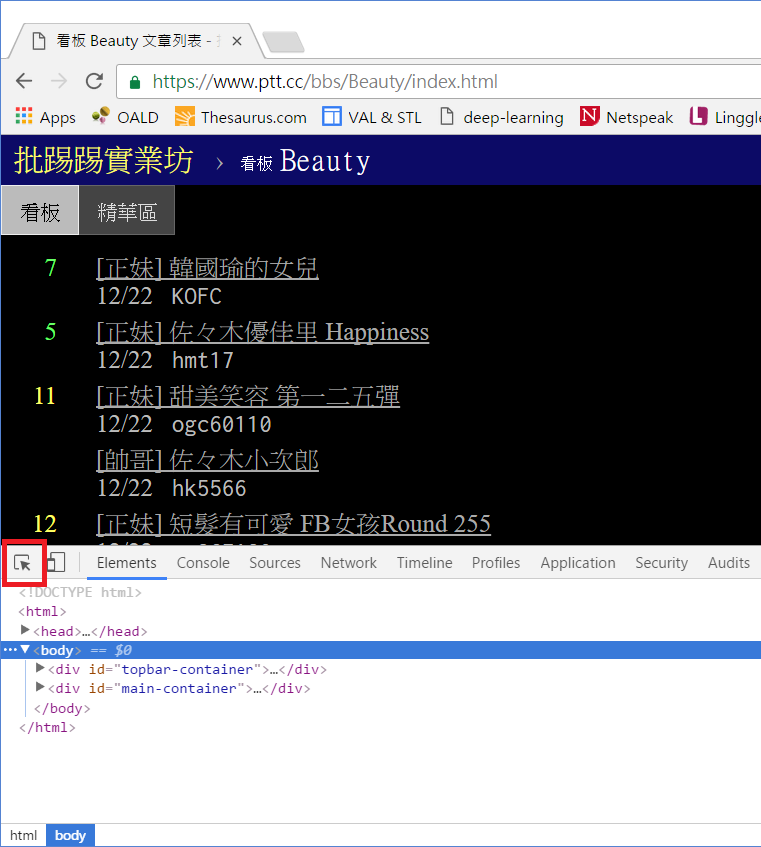 看板 Beauty 文章列表 -
https://www.ptt.cc/bbs/Beauty/index.html
Apps OALD Thesaurus.com VAL & STL deep-learning Netspeak Linggle
批踢踢實業坊 › 看板 Beauty
看板 精華區
7 [正妹] 韓國瑜的女兒
12/22 KOFC
5 [正妹] 佐々木優佳里 Happiness
12/22 hmt17
11 [正妹] 甜美笑容 第一二五彈
12/22 ogc60110
[帥哥] 佐々木小次郎
12/22 hk5566
12 [正妹] 短髮有可愛 FB女孩Round 255
Elements Console Sources Network Timeline Profiles Application Security Audits
<!DOCTYPE html>
<html>
<head>…</head>
<body> == $0
<div id="topbar-container">…</div>
<div id="main-container">…</div>
</body>
</html>
html body